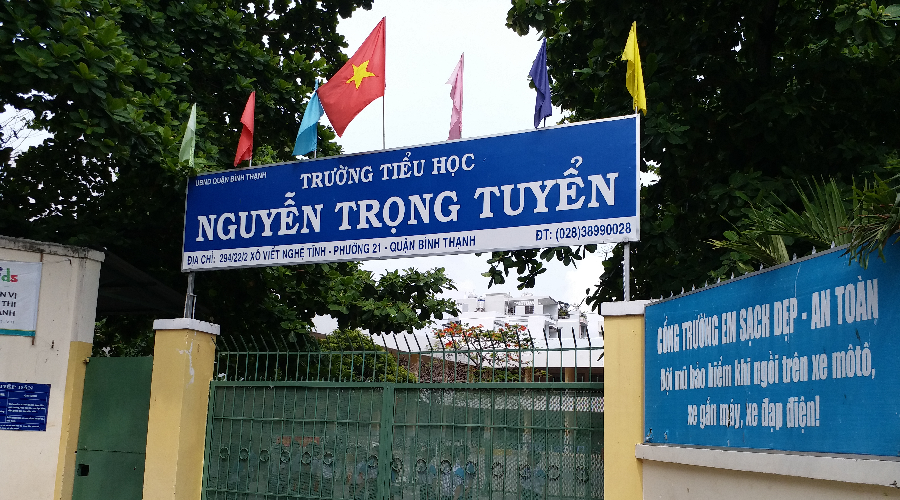 UBND QUẬN BÌNH THẠNH
TRƯỜNG TIỂU HỌC
NGUYỄN TRỌNG TUYỂN
ĐỊA CHỈ: 294/22/2 XÔ VIẾT NGHỆ TĨNH - PHƯỜNG 21 - QUẬN BÌNH THẠNH
ĐT: (028)38990028
CỔNG TRƯỜNG EM SẠCH ĐẸP - AN TOÀN
Đội mũ bảo hiểm khi ngồi trên xe môtô,
xe gắn máy, xe đạp điện!